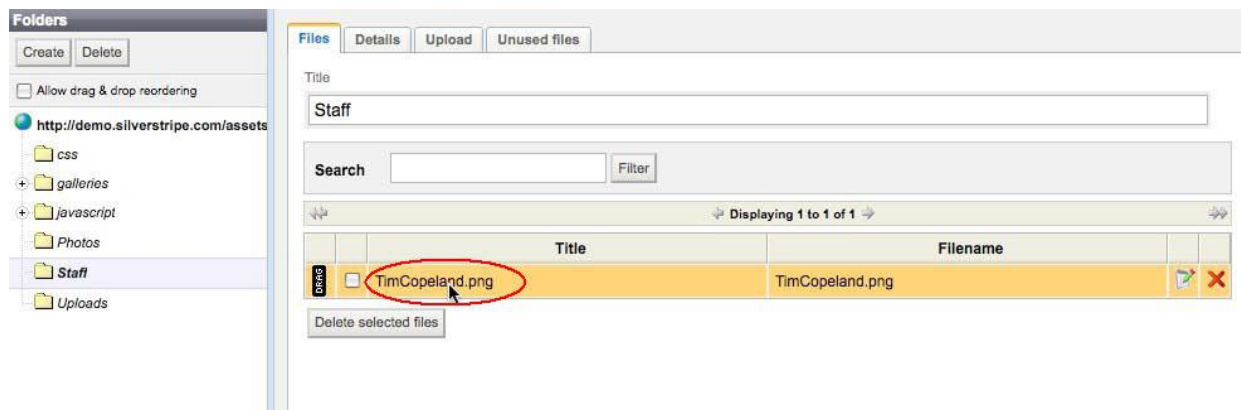 Folders
Create Delete
Allow drag & drop reordering
http://demo.silverstripe.com/assets
css
galleries
javascript
Photos
Staff
Uploads
Files Details Upload Unused files
Title
Staff
Search Filter
Displaying 1 to 1 of 1
Title Filename
DRAG TimCopeland.png TimCopeland.png
Delete selected files